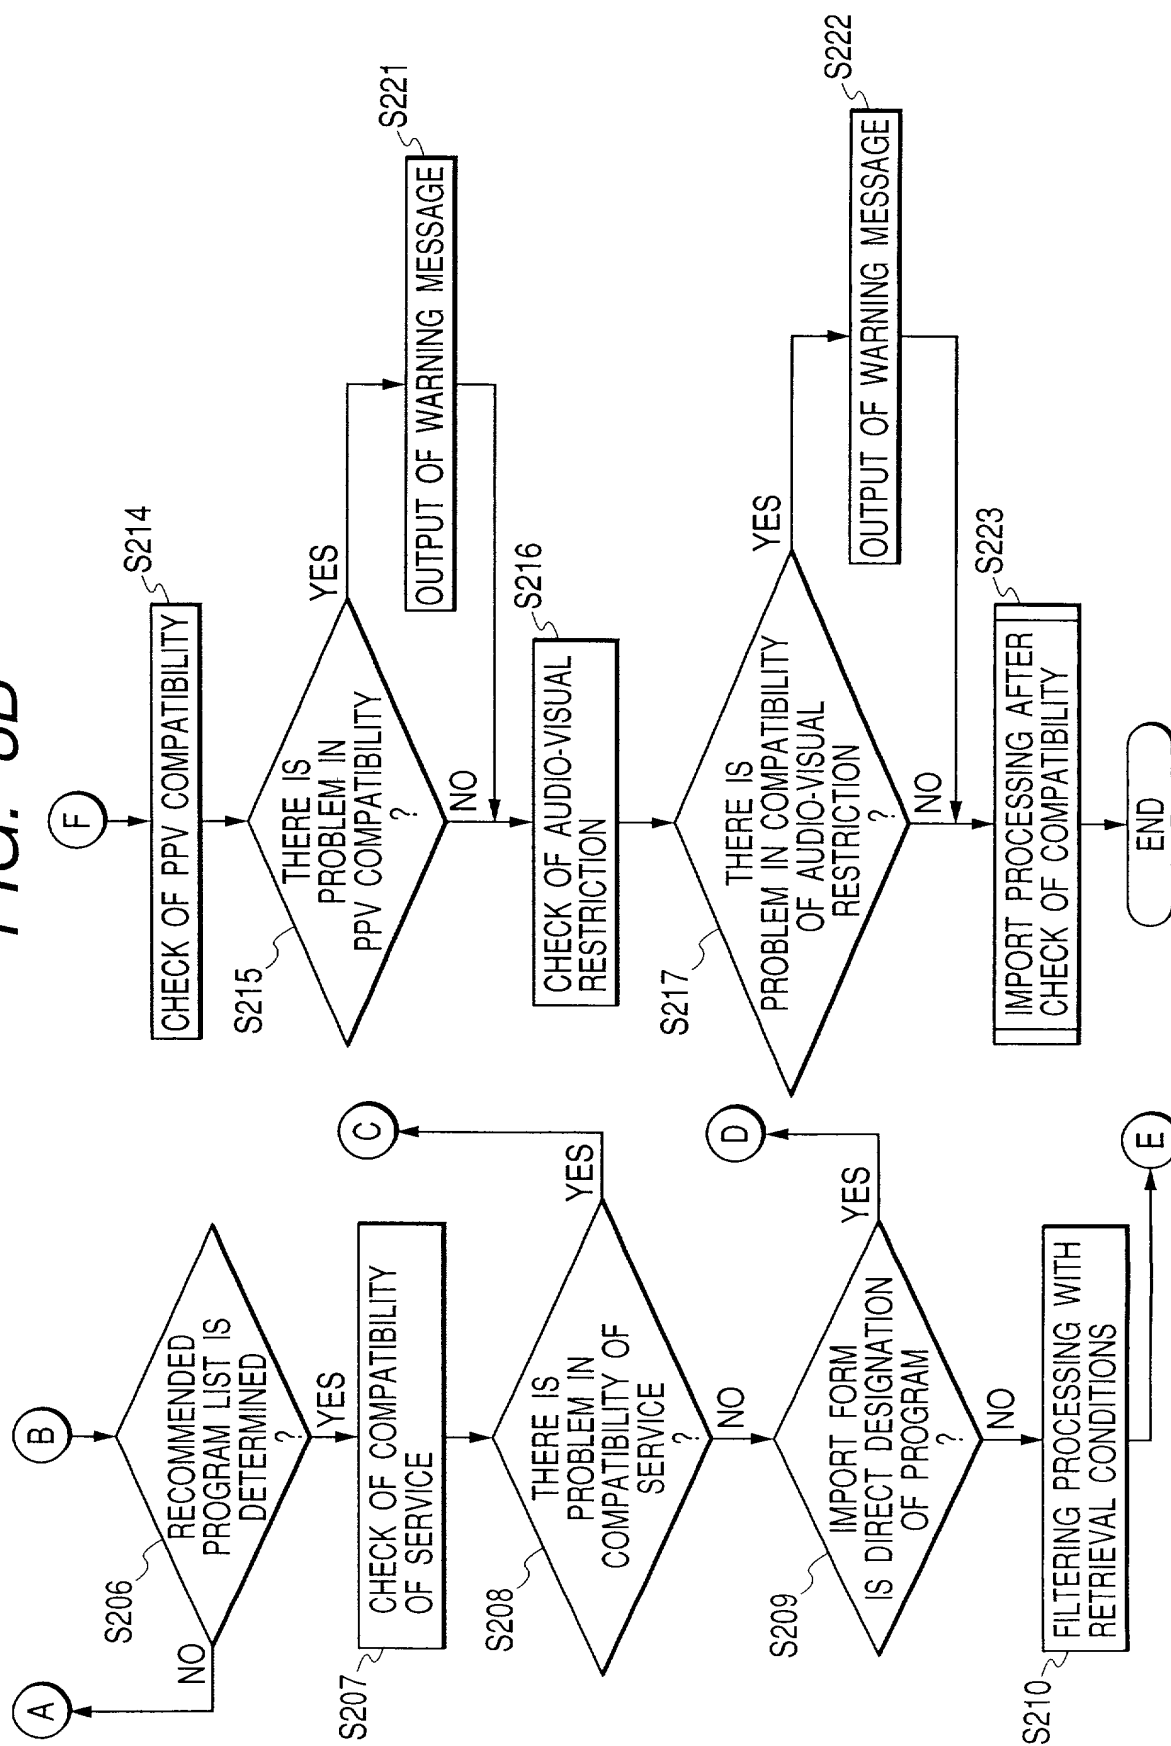 B
A
S206
RECOMMENDED
PROGRAM LIST IS
DETERMINED
?
NO
YES
S207
CHECK OF COMPATIBILITY
OF SERVICE
C
S208
THERE IS
PROBLEM IN
COMPATIBILITY OF
SERVICE
?
YES
NO
D
S209
IMPORT FORM
IS DIRECT DESIGNATION
OF PROGRAM
?
YES
NO
S210
FILTERING PROCESSING WITH
RETRIEVAL CONDITIONS
E
F
S214
CHECK OF PPV COMPATIBILITY
S215
THERE IS
PROBLEM IN
PPV COMPATIBILITY
?
YES
S221
OUTPUT OF WARNING MESSAGE
NO
S216
CHECK OF AUDIO-VISUAL
RESTRICTION
S217
THERE IS
PROBLEM IN COMPATIBILITY
OF AUDIO-VISUAL
RESTRICTION
?
YES
S222
OUTPUT OF WARNING MESSAGE
NO
S223
IMPORT PROCESSING AFTER
CHECK OF COMPATIBILITY
END